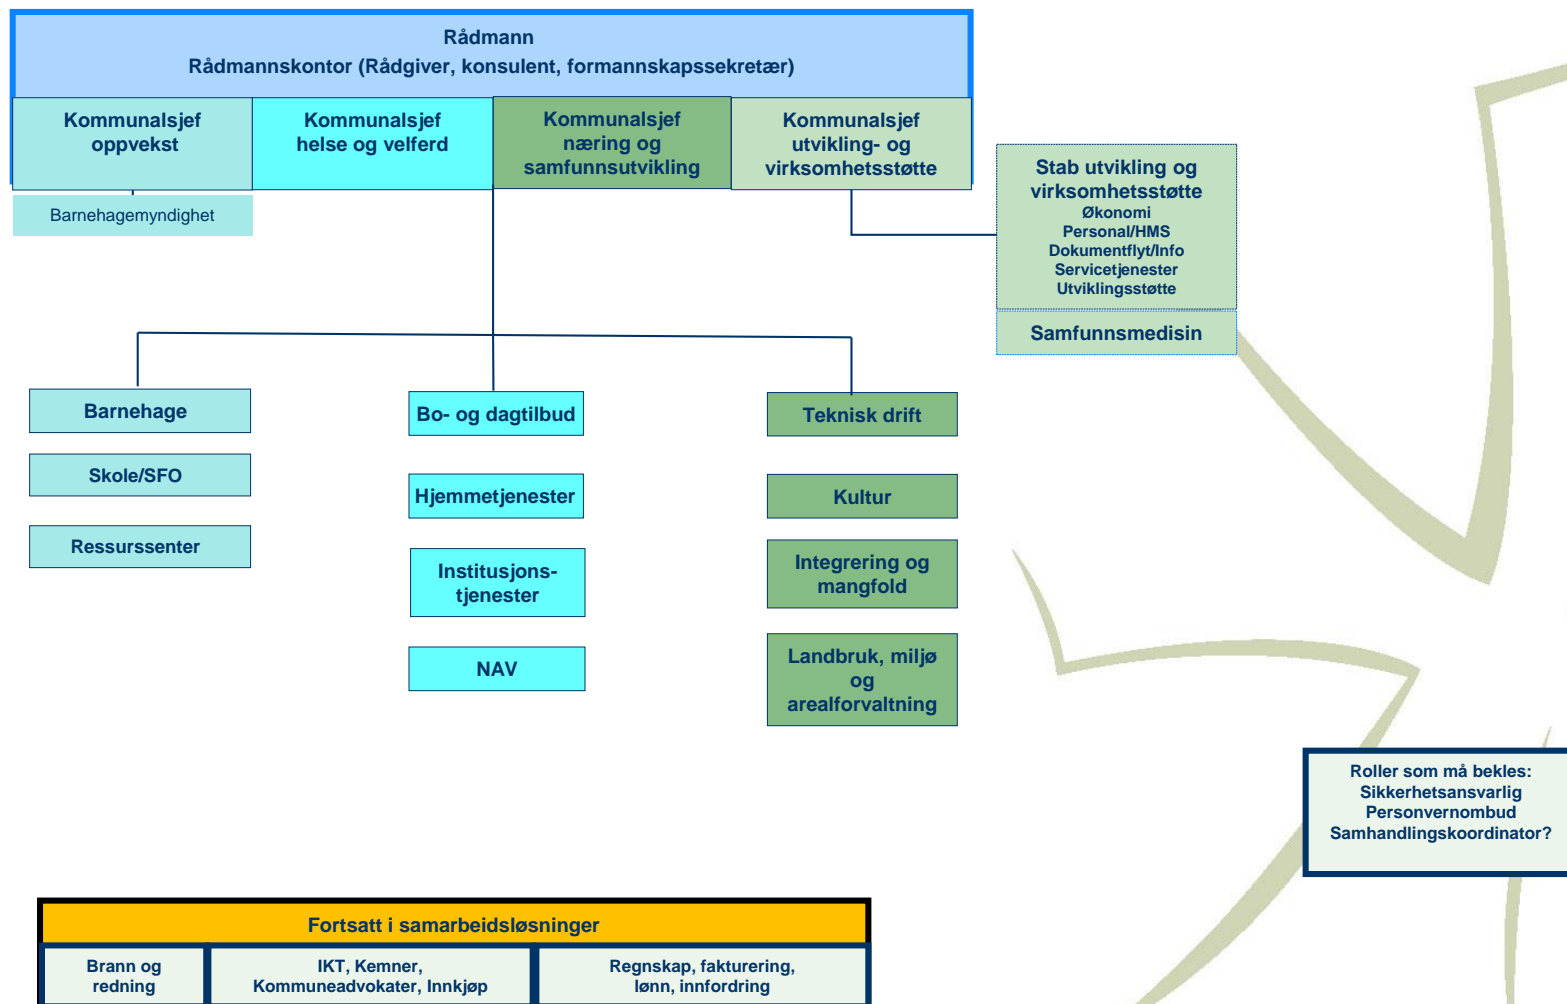 Rådmann
Rådmannskontor (Rådgiver, konsulent, formannskapssekretær)
Kommunalsjef
oppvekst
Kommunalsjef
helse og velferd
Kommunalsjef
næring og
samfunnsutvikling
Kommunalsjef
utvikling- og
virksomhetsstøtte
Barnehagemyndighet
Stab utvikling og
virksomhetsstøtte
Økonomi
Personal/HMS
Dokumentflyt/Info
Servicetjenester
Utviklingsstøtte
Samfunnsmedisin
Barnehage
Skole/SFO
Ressurssenter
Bo- og dagtilbud
Hjemmetjenester
Institusjons-
tjenester
NAV
Teknisk drift
Kultur
Integrering og
mangfold
Landbruk, miljø
og
arealforvaltning
Roller som må bekles:
Sikkerhetsansvarlig
Personvernombud
Samhandlingskoordinator?
Fortsatt i samarbeidsløsninger
Brann og
redning
IKT, Kemner,
Kommuneadvokater, Innkjøp
Regnskap, fakturering,
lønn, innfordring